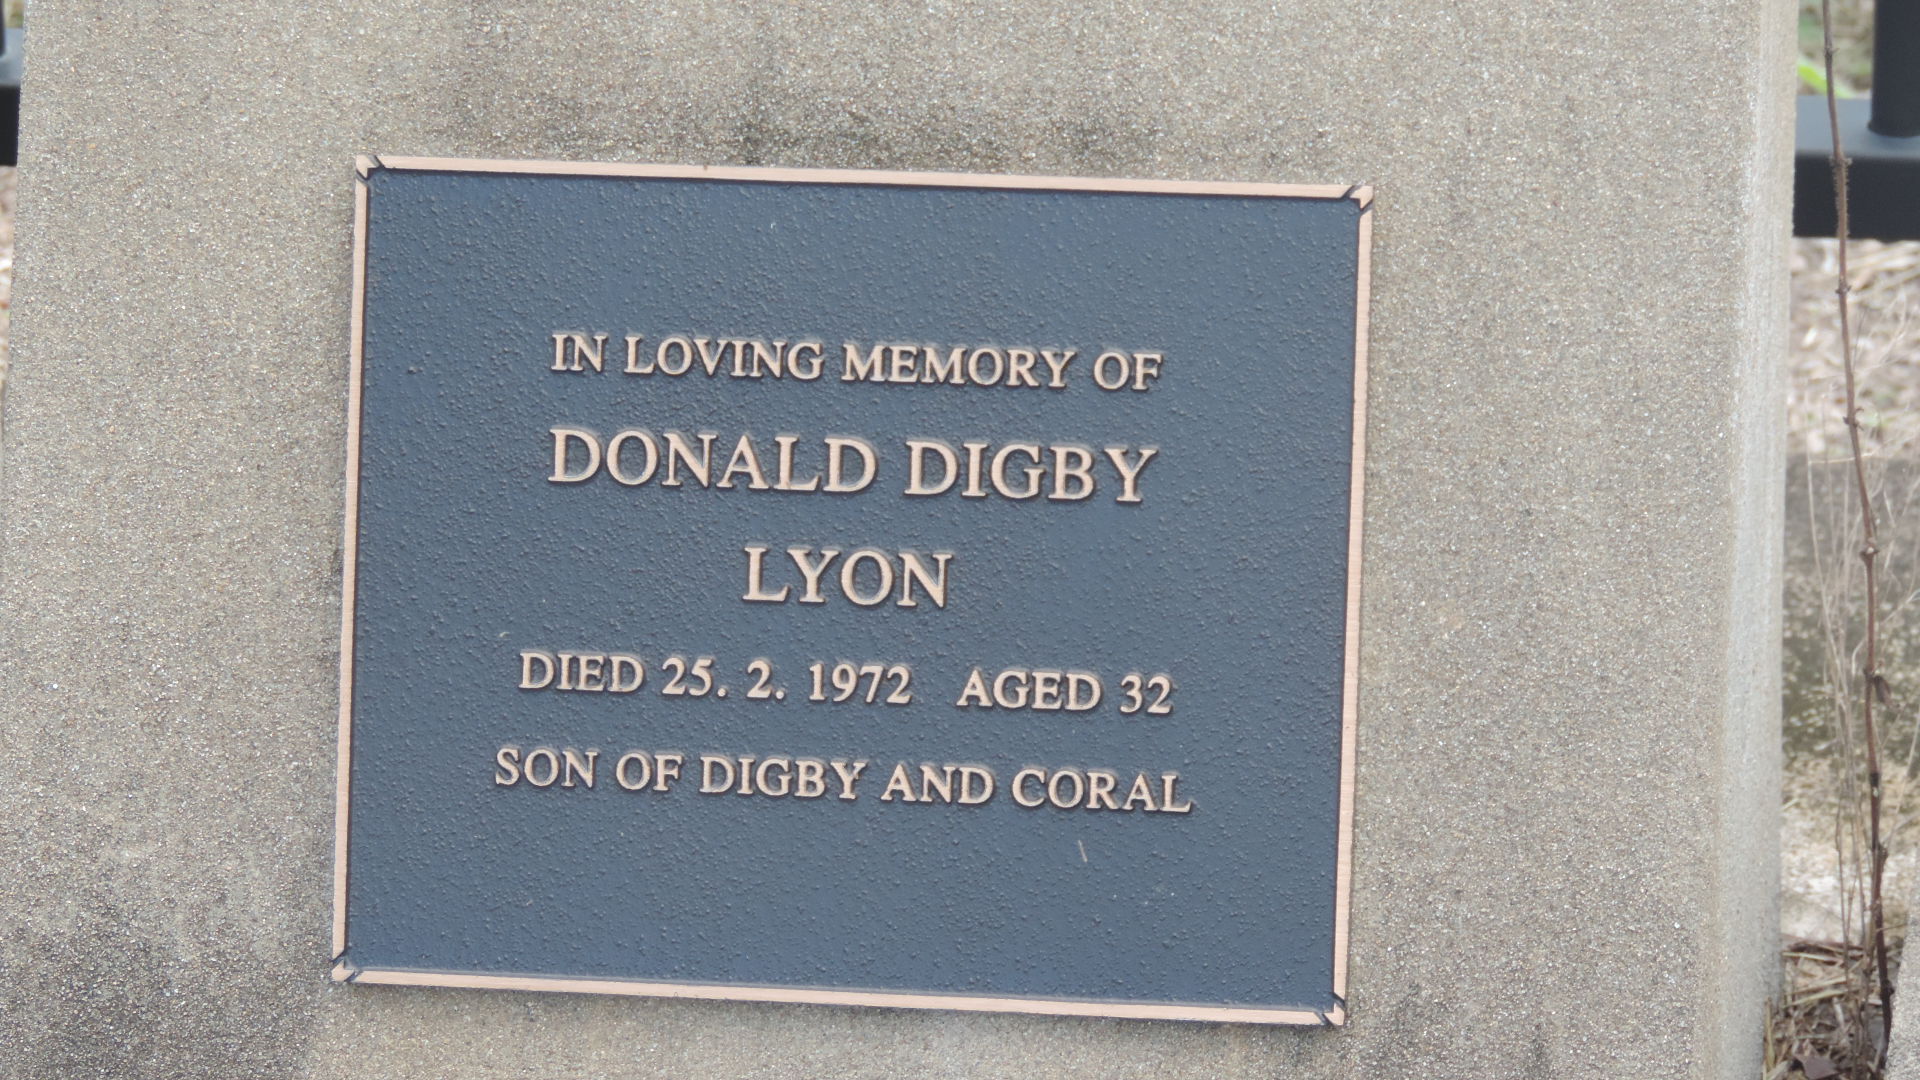 IN LOVING MEMORY OF
DONALD DIGBY
LYON
DIED 25. 2. 1972 AGED 32
SON OF DIGBY AND CORAL